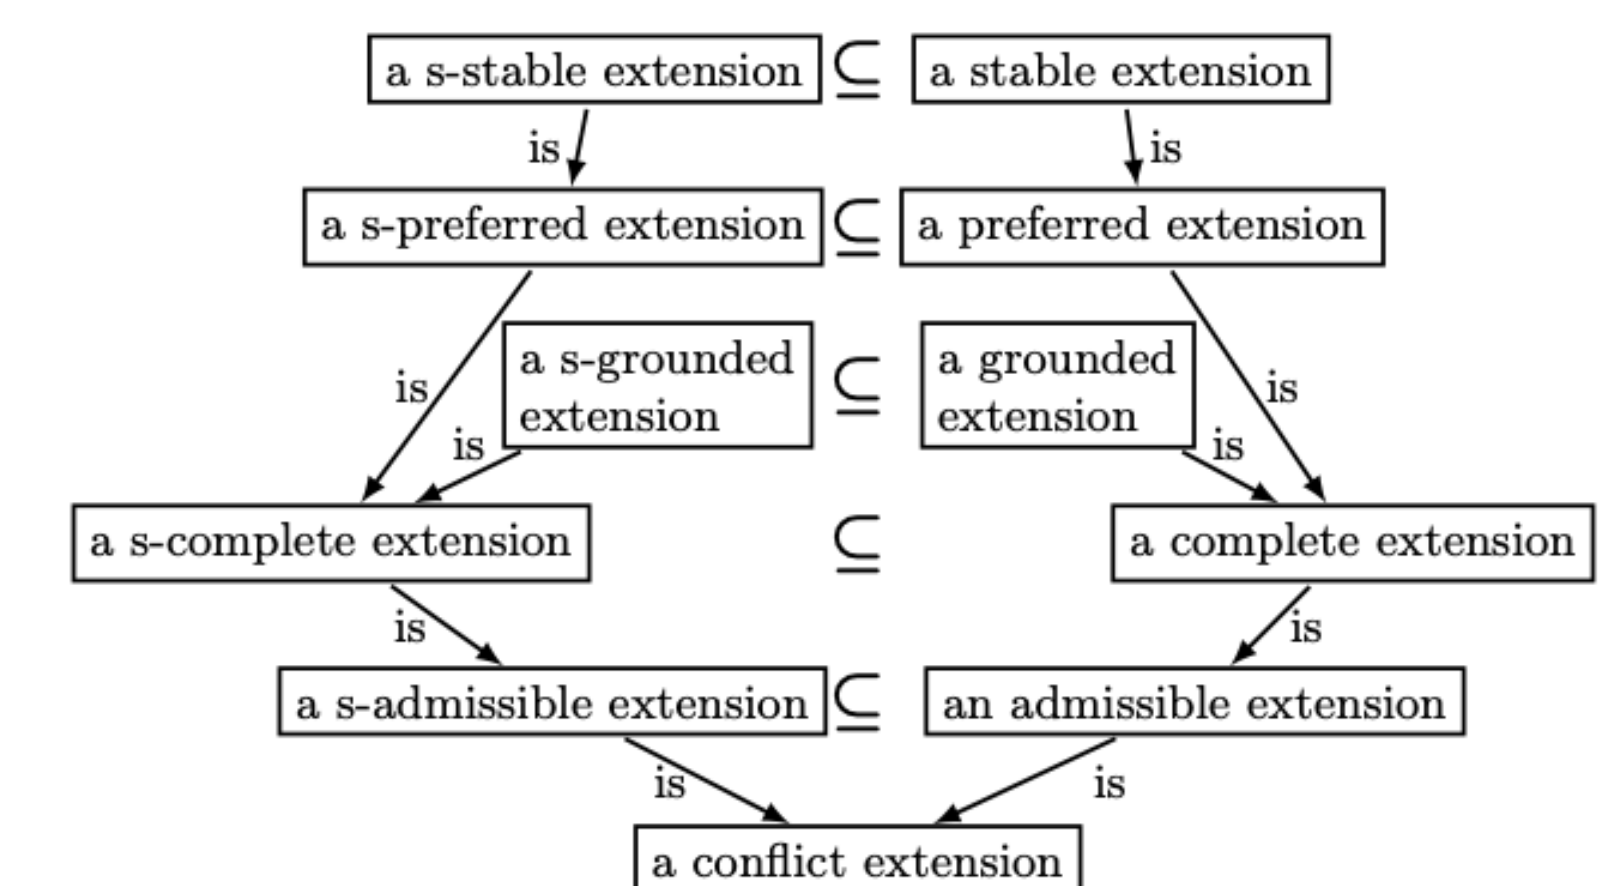 a s-stable extension ⊆ a stable extension
is is
a s-preferred extension ⊆ a preferred extension
a s-grounded
extension
⊆
a grounded
extension
is is
is is
a s-complete extension ⊆ a complete extension
is is
a s-admissible extension ⊆ an admissible extension
is is
a conflict extension